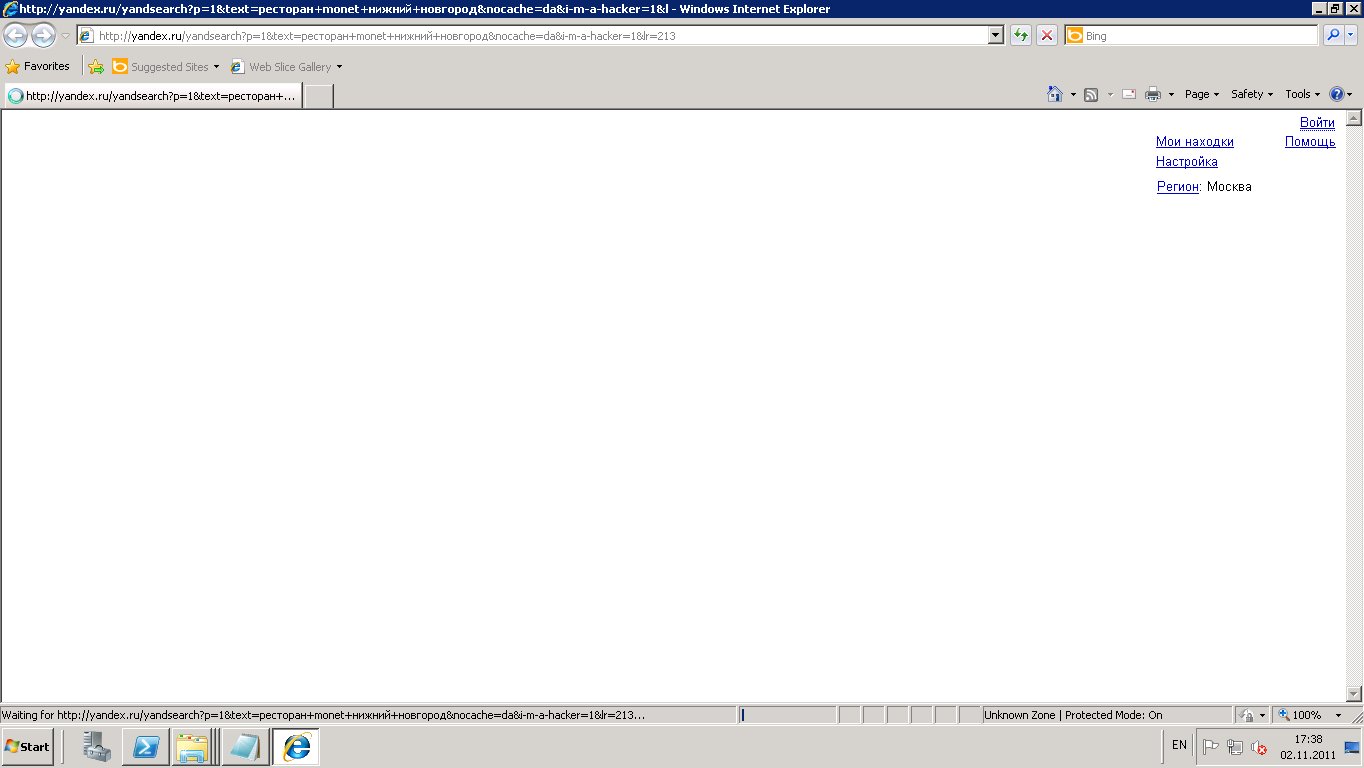 http://yandex.ru/yandsearch?p=1&text=ресторан+monet+нижний+новгород&nocache=da&i-m-a-hacker=1&l - Windows Internet Explorer
http://yandex.ru/yandsearch?p=1&text=ресторан+monet+нижний+новгород&nocache=da&i-m-a-hacker=1&lr=213
Bing
Favorites Suggested Sites Web Slice Gallery
http://yandex.ru/yandsearch?p=1&text=ресторан+... Page Safety Tools
Войти
Мои находки Помощь
Настройка
Регион: Москва
Waiting for http://yandex.ru/yandsearch?p=1&text=ресторан+monet+нижний+новгород&nocache=da&i-m-a-hacker=1&lr=213... Unknown Zone | Protected Mode: On 100%
Start EN 17:38
02.11.2011